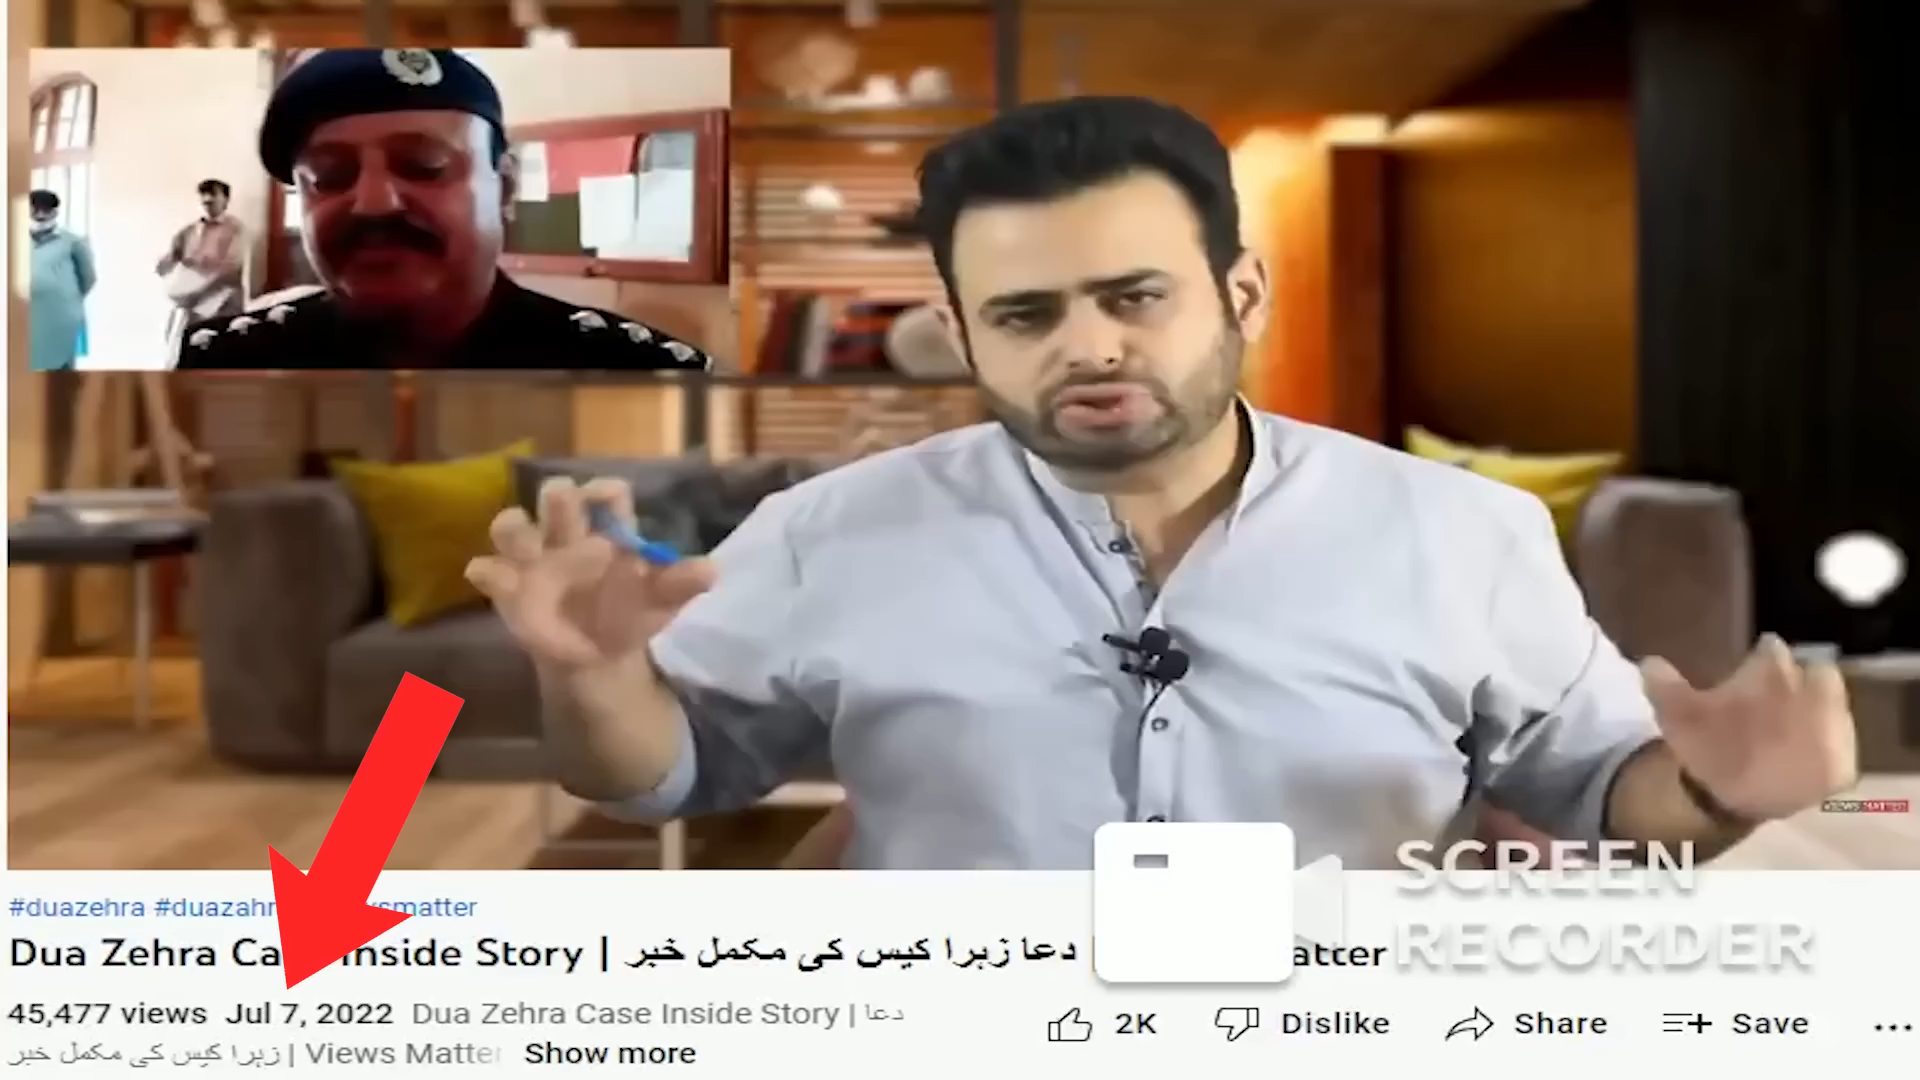 VIEWS MATTER
SCREEN
RECORDER
#duazehra #duazahr smatter
Dua Zehra Ca Inside Story | دعا زہرا کیس کی مکمل خبر | atter
45,477 views Jul 7, 2022 Dua Zehra Case Inside Story | دعا
زہرا کیس کی مکمل خبر | Views Matter Show more
2K Dislike Share Save